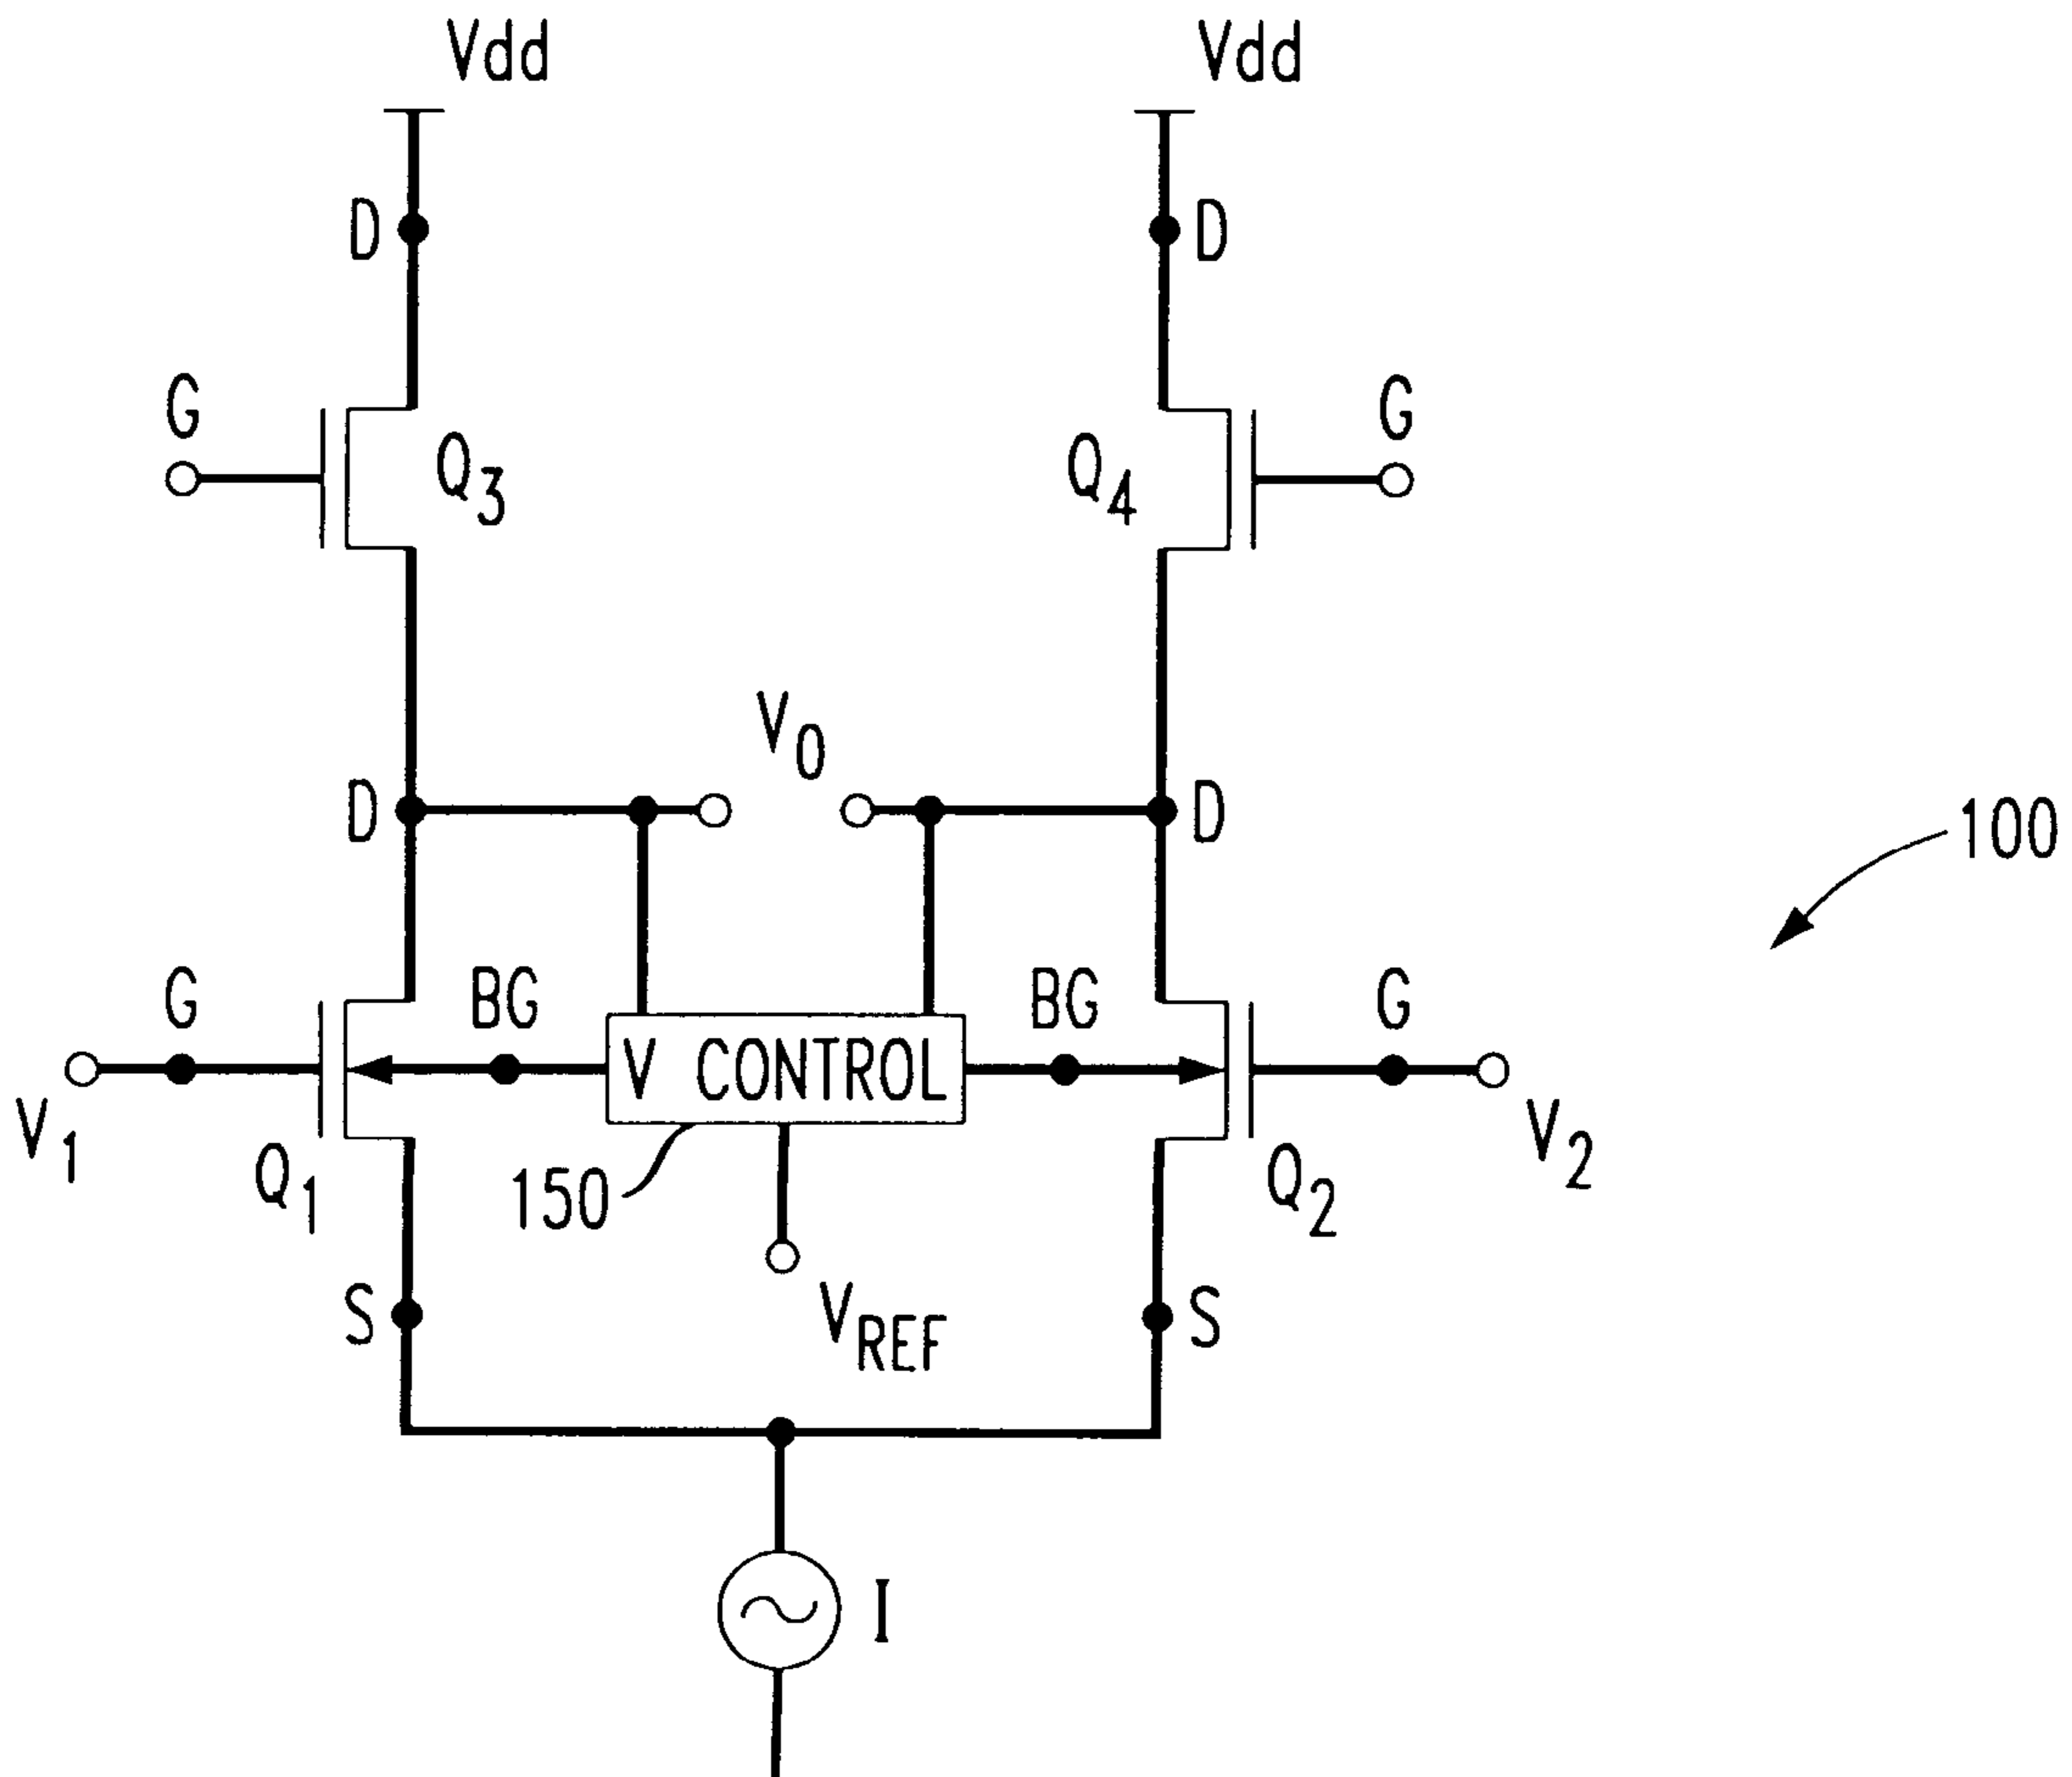 Vdd Vdd
D D
G Q3 Q4 G
V0
D D
100
G BG BG G
V CONTROL
V1 V2
Q1 150 Q2
S VREF S
I